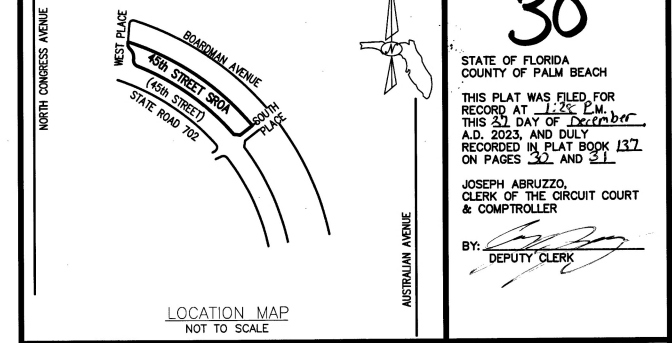 NORTH CONGRESS AVENUE
WEST PLACE
BOARDMAN AVENUE
45th STREET SROA
(45th STREET)
STATE ROAD 702
SOUTH PLACE
N
AUSTRALIAN AVENUE
LOCATION MAP
NOT TO SCALE
30
STATE OF FLORIDA
COUNTY OF PALM BEACH
THIS PLAT WAS FILED FOR
RECORD AT 1:28 P.M.
THIS DAY OF December,
A.D. 2023, AND DULY
RECORDED IN PLAT BOOK 137
ON PAGES 30 AND 31
JOSEPH ABRUZZO,
CLERK OF THE CIRCUIT COURT
& COMPTROLLER
BY:
DEPUTY CLERK